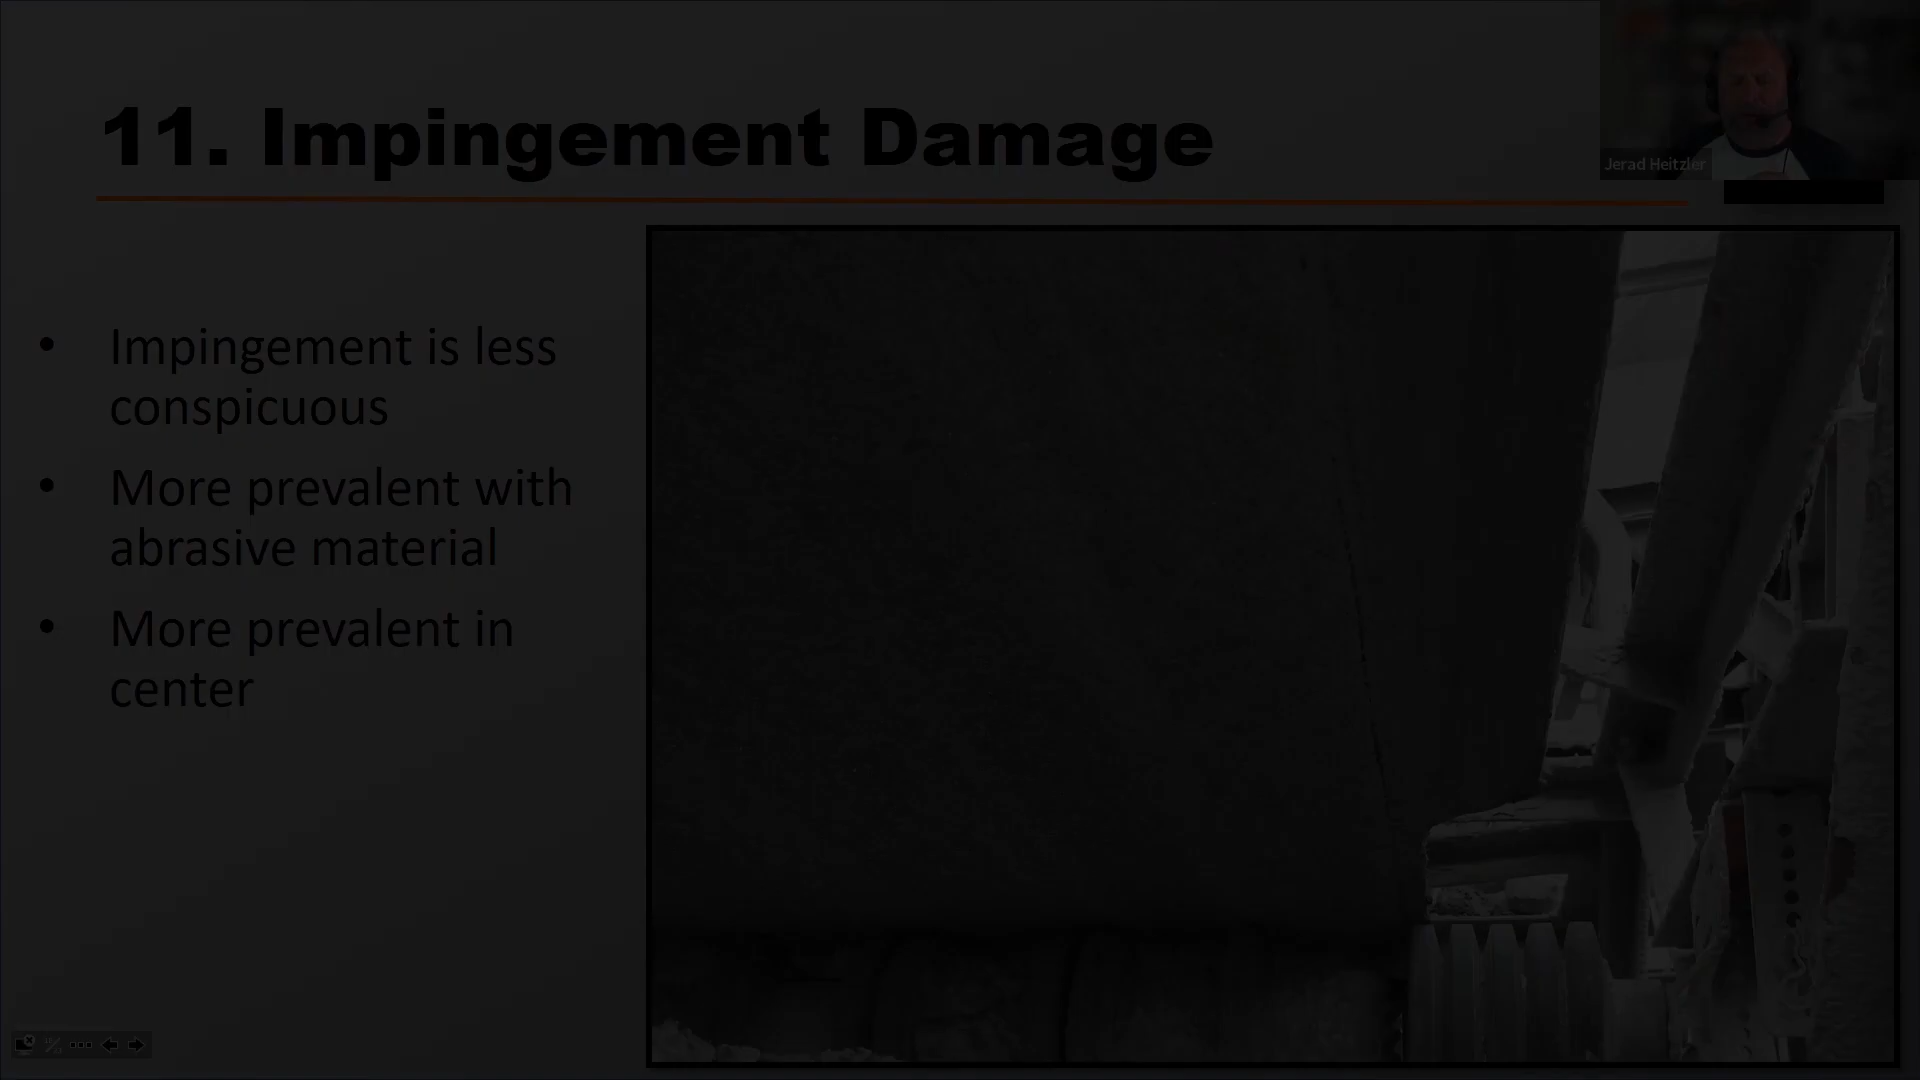 11. Impingement Damage
Jerad Heitzler
• Impingement is less
conspicuous
• More prevalent with
abrasive material
• More prevalent in
center